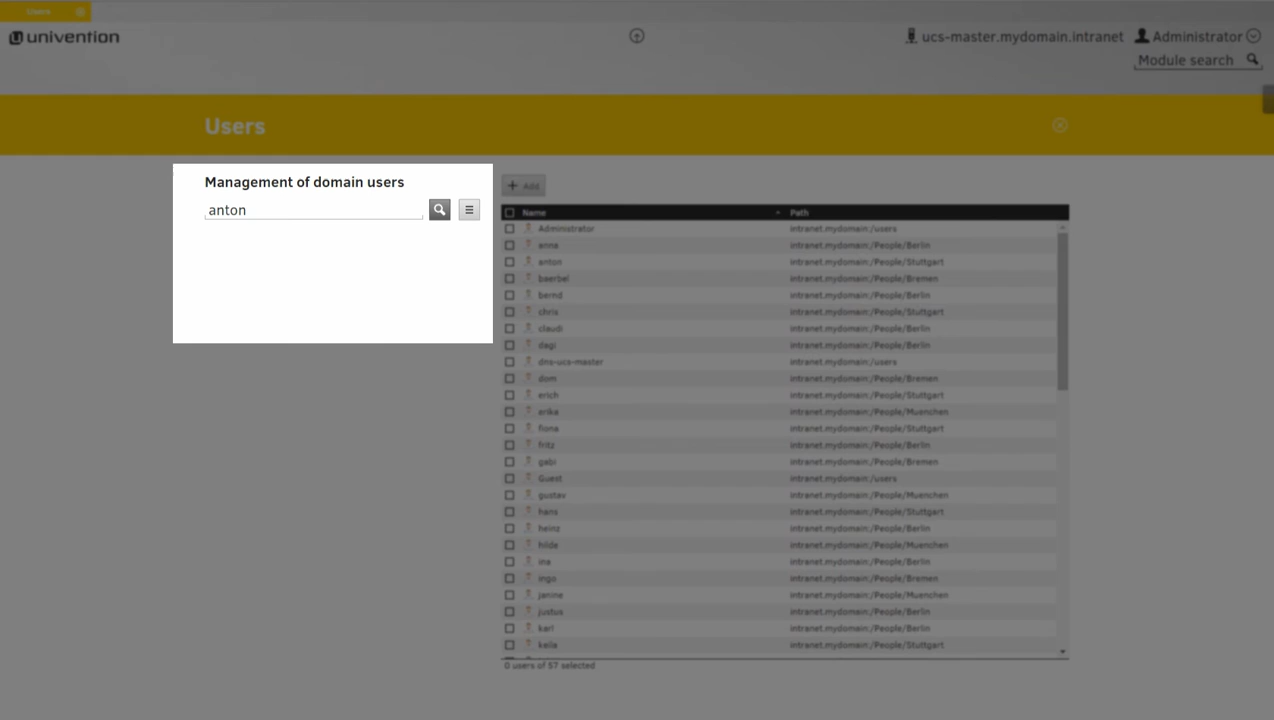 Users
univention
ucs-master.mydomain.intranet
Administrator
Module search
Users
Management of domain users
anton
Add
Name Path
Administrator intranet.mydomain:/users
anna intranet.mydomain:/People/Berlin
anton intranet.mydomain:/People/Stuttgart
baerbel intranet.mydomain:/People/Bremen
bernd intranet.mydomain:/People/Berlin
chris intranet.mydomain:/People/Stuttgart
claudi intranet.mydomain:/People/Berlin
dagi intranet.mydomain:/People/Berlin
dns-ucs-master intranet.mydomain:/users
dom intranet.mydomain:/People/Bremen
erich intranet.mydomain:/People/Stuttgart
erika intranet.mydomain:/People/Muenchen
fiona intranet.mydomain:/People/Stuttgart
fritz intranet.mydomain:/People/Berlin
gabi intranet.mydomain:/People/Bremen
Guest intranet.mydomain:/users
gustav intranet.mydomain:/People/Muenchen
hans intranet.mydomain:/People/Stuttgart
heinz intranet.mydomain:/People/Berlin
hilde intranet.mydomain:/People/Muenchen
ina intranet.mydomain:/People/Berlin
ingo intranet.mydomain:/People/Bremen
janine intranet.mydomain:/People/Muenchen
justus intranet.mydomain:/People/Berlin
karl intranet.mydomain:/People/Berlin
keila intranet.mydomain:/People/Stuttgart
0 users of 57 selected